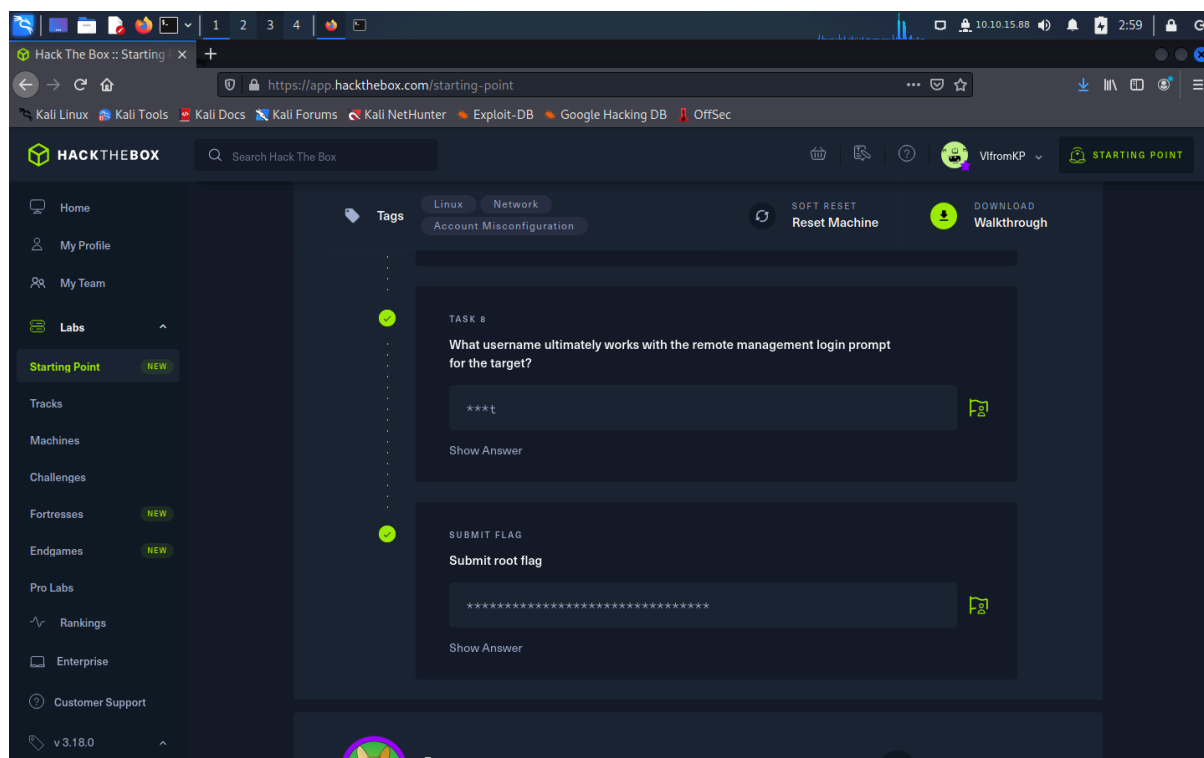 1 2 3 4 10.10.15.88 2:59 G
Hack The Box :: Starting
https://app.hackthebox.com/starting-point
Kali Linux Kali Tools Kali Docs Kali Forums Kali NetHunter Exploit-DB Google Hacking DB OffSec
HACKTHEBOX
Search Hack The Box
VIfromKP
STARTING POINT
Home
My Profile
My Team
Labs
Starting Point NEW
Tracks
Machines
Challenges
Fortresses NEW
Endgames NEW
Pro Labs
Rankings
Enterprise
Customer Support
v 3.18.0
Tags
Linux Network
Account Misconfiguration
SOFT RESET
Reset Machine
DOWNLOAD
Walkthrough
TASK 8
What username ultimately works with the remote management login prompt
for the target?
***t
Show Answer
SUBMIT FLAG
Submit root flag
********************************
Show Answer